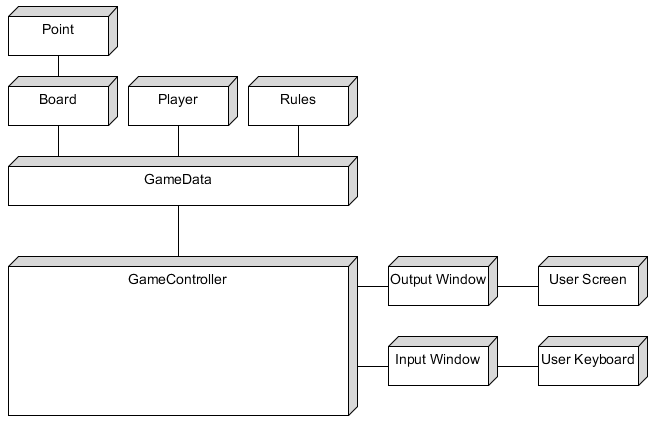 Point
Board
Player
Rules
GameData
GameController
Output Window
User Screen
Input Window
User Keyboard